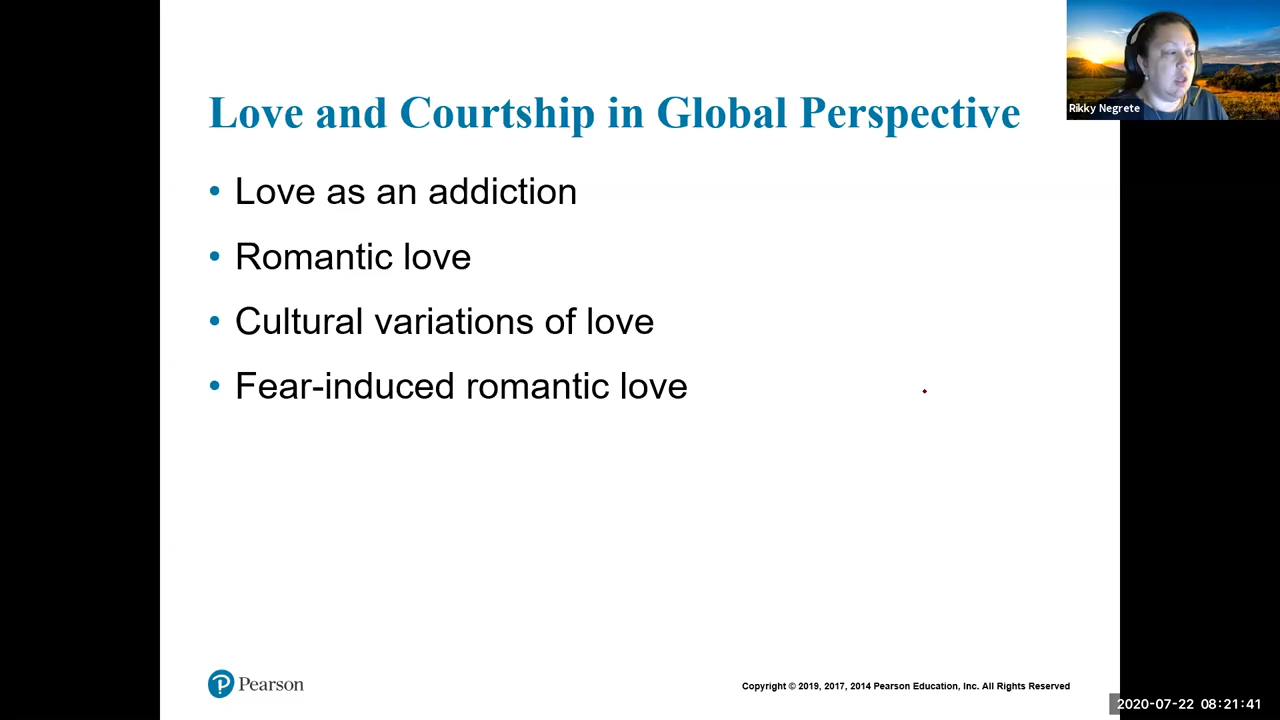 Rikky Negrete
Love and Courtship in Global Perspective
• Love as an addiction
• Romantic love
• Cultural variations of love
• Fear-induced romantic love
Pearson
Copyright © 2019, 2017, 2014 Pearson Education, Inc. All Rights Reserved
2020-07-22 08:21:41